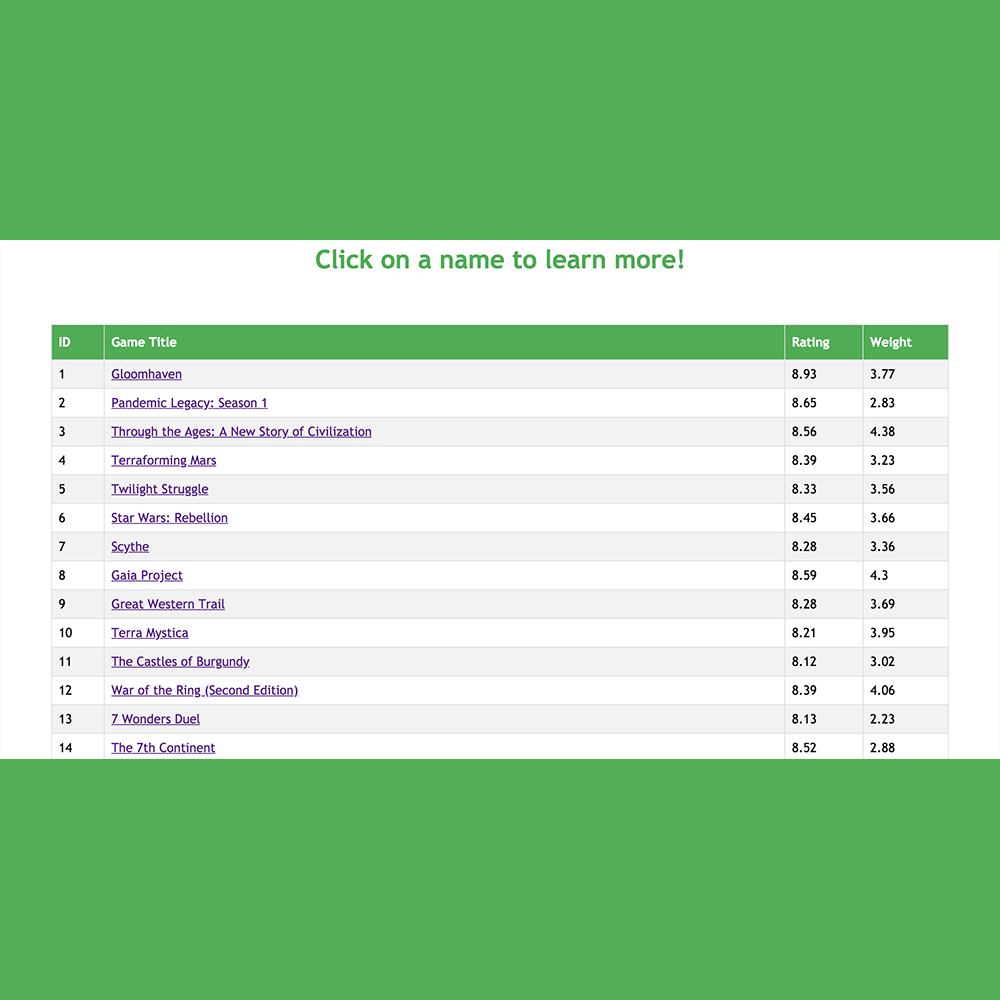 Click on a name to learn more!
ID Game Title Rating Weight
1 Gloomhaven 8.93 3.77
2 Pandemic Legacy: Season 1 8.65 2.83
3 Through the Ages: A New Story of Civilization 8.56 4.38
4 Terraforming Mars 8.39 3.23
5 Twilight Struggle 8.33 3.56
6 Star Wars: Rebellion 8.45 3.66
7 Scythe 8.28 3.36
8 Gaia Project 8.59 4.3
9 Great Western Trail 8.28 3.69
10 Terra Mystica 8.21 3.95
11 The Castles of Burgundy 8.12 3.02
12 War of the Ring (Second Edition) 8.39 4.06
13 7 Wonders Duel 8.13 2.23
14 The 7th Continent 8.52 2.88